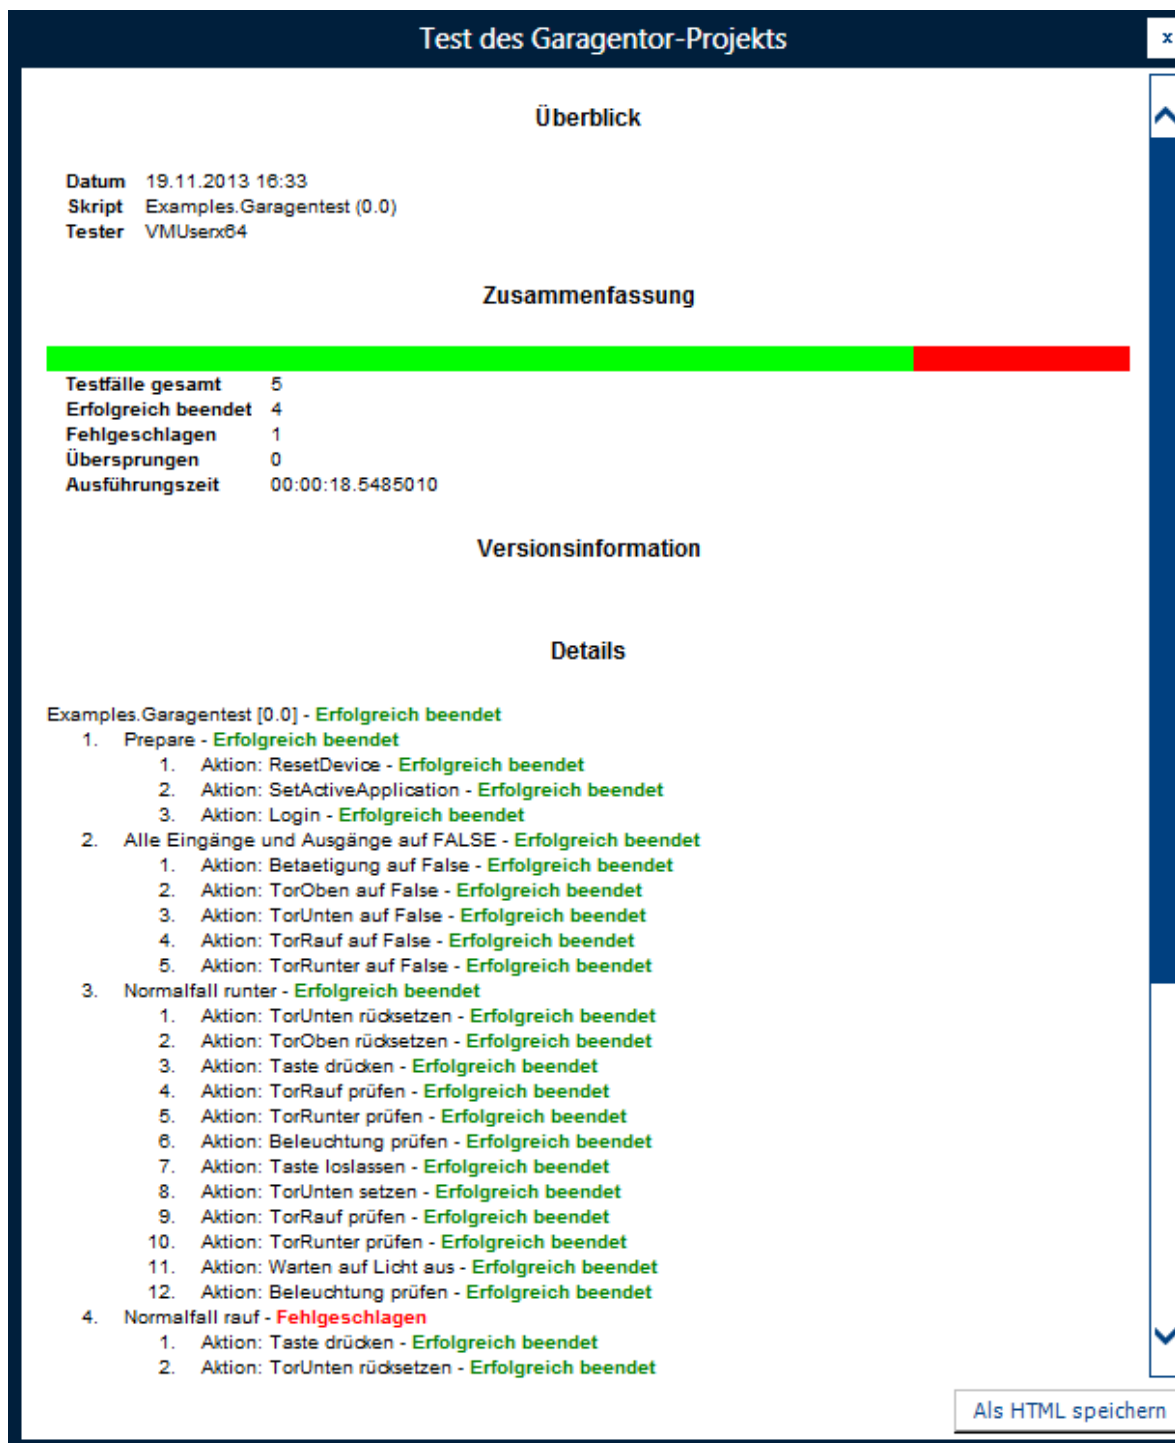 Test des Garagentor-Projekts
x
Überblick
Datum 19.11.2013 16:33
Skript Examples.Garagentest (0.0)
Tester VMUserx64
Zusammenfassung
Testfälle gesamt 5
Erfolgreich beendet 4
Fehlgeschlagen 1
Übersprungen 0
Ausführungszeit 00:00:18.5485010
Versionsinformation
Details
Examples.Garagentest [0.0] - Erfolgreich beendet
1. Prepare - Erfolgreich beendet
1. Aktion: ResetDevice - Erfolgreich beendet
2. Aktion: SetActiveApplication - Erfolgreich beendet
3. Aktion: Login - Erfolgreich beendet
2. Alle Eingänge und Ausgänge auf FALSE - Erfolgreich beendet
1. Aktion: Betaetigung auf False - Erfolgreich beendet
2. Aktion: TorOben auf False - Erfolgreich beendet
3. Aktion: TorUnten auf False - Erfolgreich beendet
4. Aktion: TorRauf auf False - Erfolgreich beendet
5. Aktion: TorRunter auf False - Erfolgreich beendet
3. Normalfall runter - Erfolgreich beendet
1. Aktion: TorUnten rücksetzen - Erfolgreich beendet
2. Aktion: TorOben rücksetzen - Erfolgreich beendet
3. Aktion: Taste drücken - Erfolgreich beendet
4. Aktion: TorRauf prüfen - Erfolgreich beendet
5. Aktion: TorRunter prüfen - Erfolgreich beendet
6. Aktion: Beleuchtung prüfen - Erfolgreich beendet
7. Aktion: Taste loslassen - Erfolgreich beendet
8. Aktion: TorUnten setzen - Erfolgreich beendet
9. Aktion: TorRauf prüfen - Erfolgreich beendet
10. Aktion: TorRunter prüfen - Erfolgreich beendet
11. Aktion: Warten auf Licht aus - Erfolgreich beendet
12. Aktion: Beleuchtung prüfen - Erfolgreich beendet
4. Normalfall rauf - Fehlgeschlagen
1. Aktion: Taste drücken - Erfolgreich beendet
2. Aktion: TorUnten rücksetzen - Erfolgreich beendet
Als HTML speichern